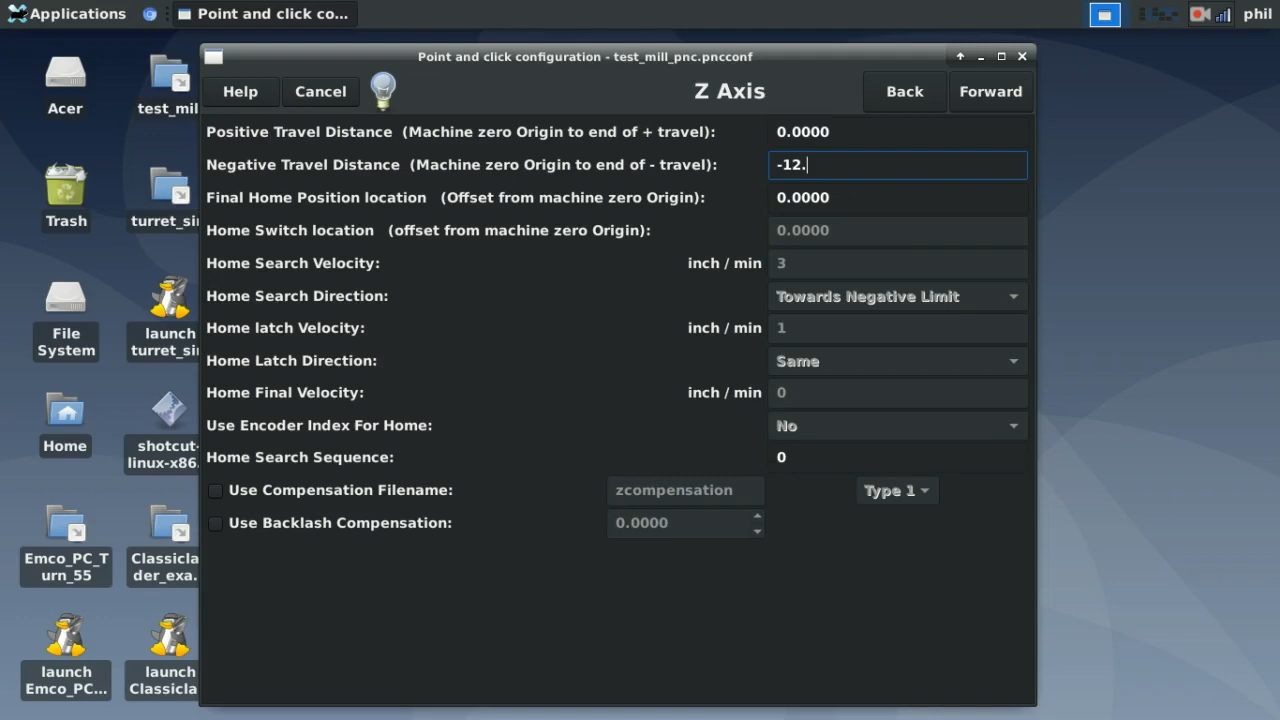 Applications
Point and click co...
phil
Point and click configuration - test_mill_pnc.pncconf
Help
Cancel
Z Axis
Back
Forward
Positive Travel Distance (Machine zero Origin to end of + travel):
0.0000
Negative Travel Distance (Machine zero Origin to end of - travel):
-12.
Final Home Position location (Offset from machine zero Origin):
0.0000
Home Switch location (offset from machine zero Origin):
0.0000
Home Search Velocity:
inch / min
3
Home Search Direction:
Towards Negative Limit
Home latch Velocity:
inch / min
1
Home Latch Direction:
Same
Home Final Velocity:
inch / min
0
Use Encoder Index For Home:
No
Home Search Sequence:
0
Use Compensation Filename:
zcompensation
Type 1
Use Backlash Compensation:
0.0000
Acer
test_mil
Trash
turret_sin
File
System
launch
turret_sin
Home
shotcut-
linux-x86.
Emco_PC_T
urn_55
Classicla
der_exa.
launch
Emco_PC...
launch
Classicla